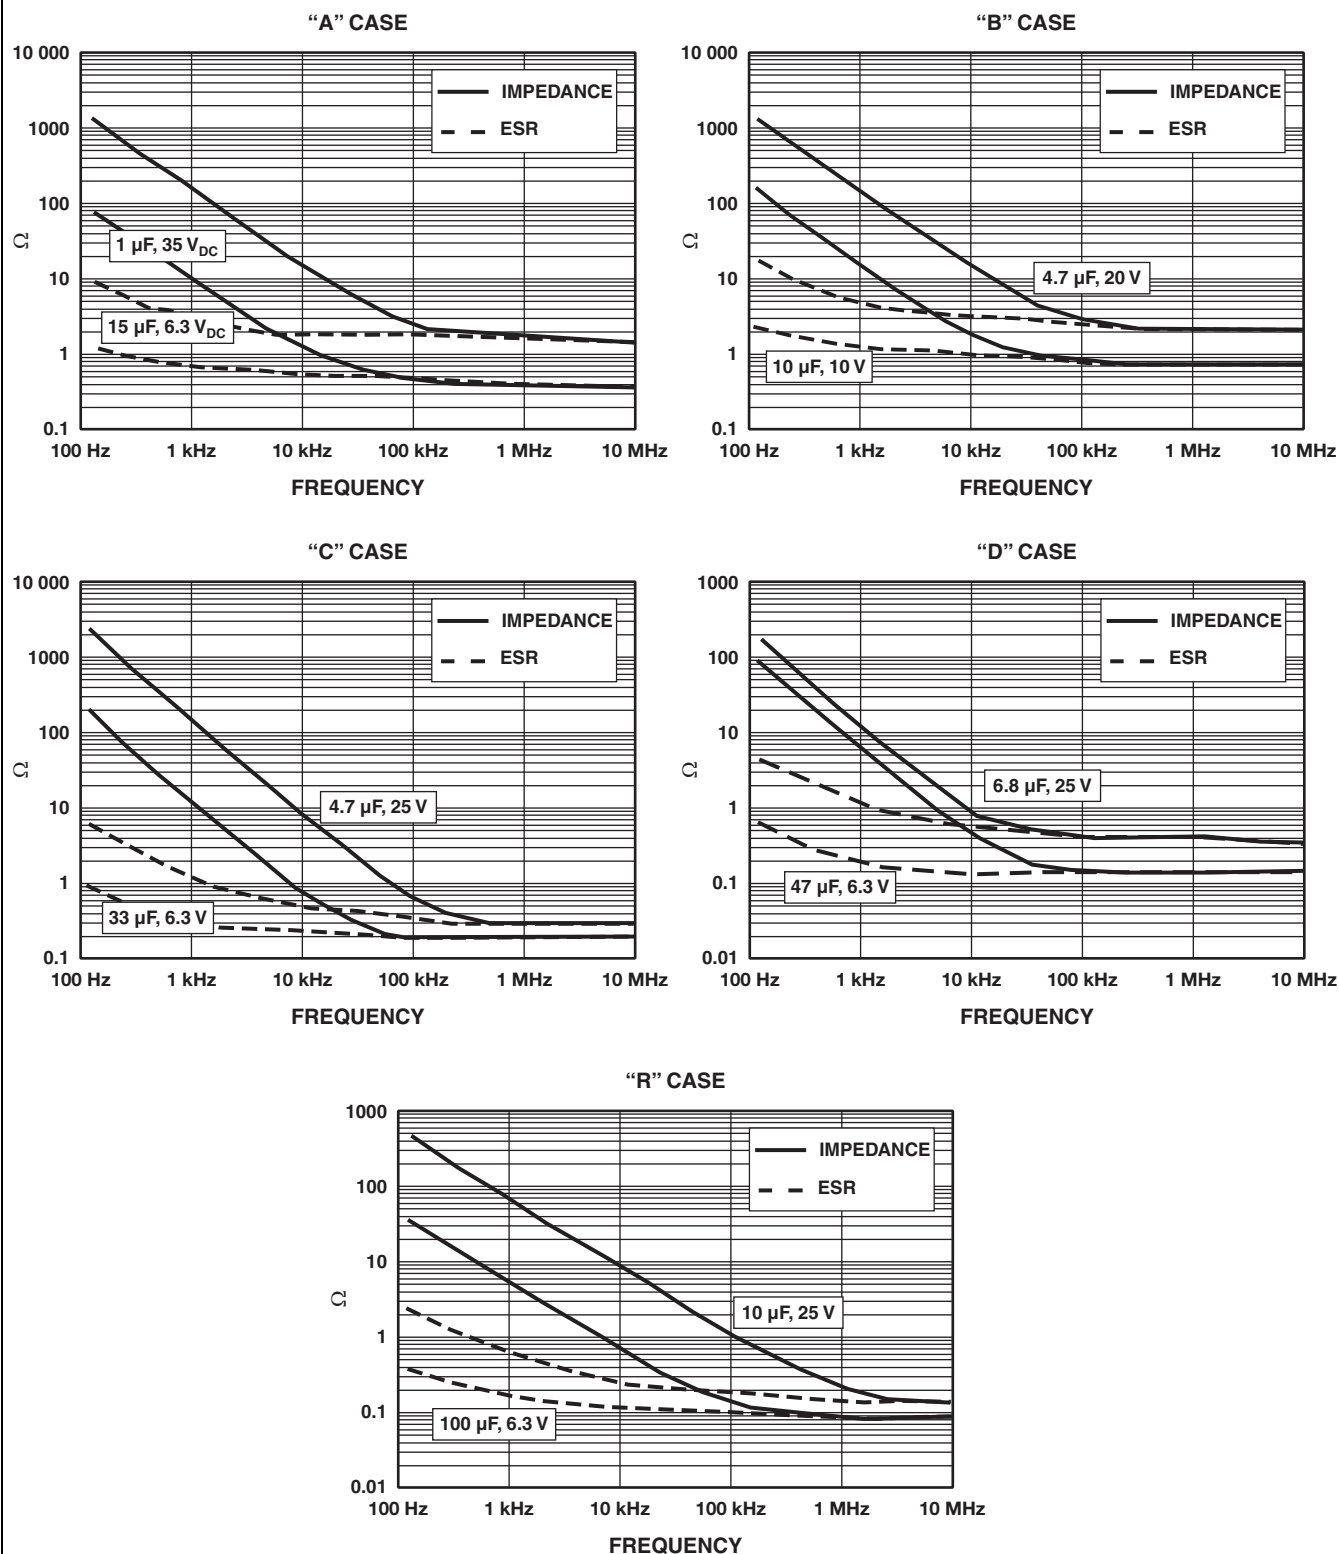 “A” CASE
10 000
1000
100
10
1
0.1
Ω
IMPEDANCE
ESR
1 µF, 35 VDC
15 µF, 6.3 VDC
100 Hz 1 kHz 10 kHz 100 kHz 1 MHz 10 MHz
FREQUENCY
“B” CASE
10 000
1000
100
10
1
0.1
Ω
IMPEDANCE
ESR
4.7 µF, 20 V
10 µF, 10 V
100 Hz 1 kHz 10 kHz 100 kHz 1 MHz 10 MHz
FREQUENCY
“C” CASE
10 000
1000
100
10
1
0.1
Ω
IMPEDANCE
ESR
4.7 µF, 25 V
33 µF, 6.3 V
100 Hz 1 kHz 10 kHz 100 kHz 1 MHz 10 MHz
FREQUENCY
“D” CASE
1000
100
10
1
0.1
0.01
Ω
IMPEDANCE
ESR
6.8 µF, 25 V
47 µF, 6.3 V
100 Hz 1 kHz 10 kHz 100 kHz 1 MHz 10 MHz
FREQUENCY
“R” CASE
1000
100
10
1
0.1
0.01
Ω
IMPEDANCE
ESR
10 µF, 25 V
100 µF, 6.3 V
100 Hz 1 kHz 10 kHz 100 kHz 1 MHz 10 MHz
FREQUENCY